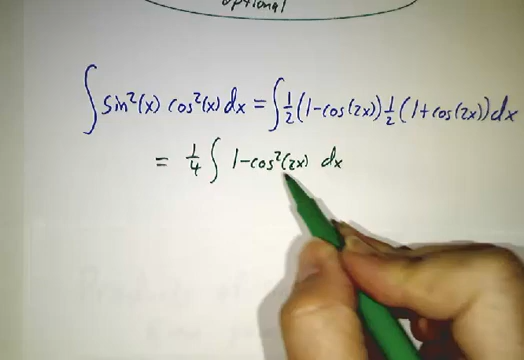 optional
∫ sin²(x) cos²(x) dx = ∫ 1/2 (1-cos(2x)) 1/2 (1+cos(2x)) dx
= 1/4 ∫ 1-cos²(2x) dx